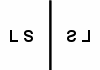 LS | ꙅ⅃